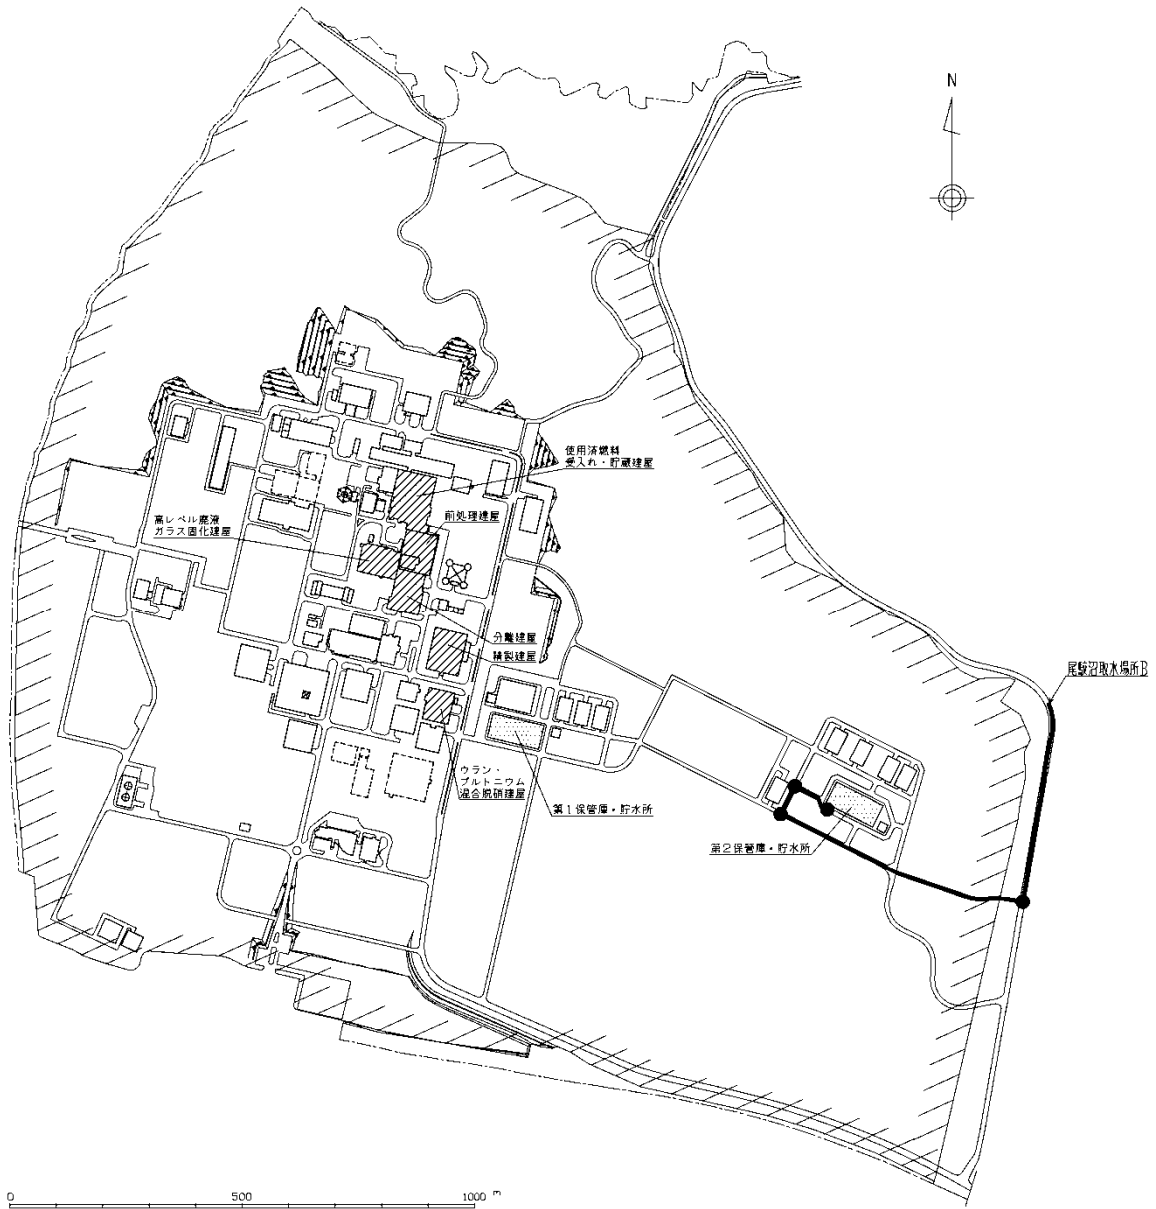 N
使用済燃料
受入れ・貯蔵建屋
高レベル廃液
ガラス固化建屋
前処理建屋
分離建屋
精製建屋
尾駮沼取水場所B
ウラン・
プルトニウム
混合脱硝建屋
第1保管庫・貯水所
第2保管庫・貯水所
0 500 1000 m